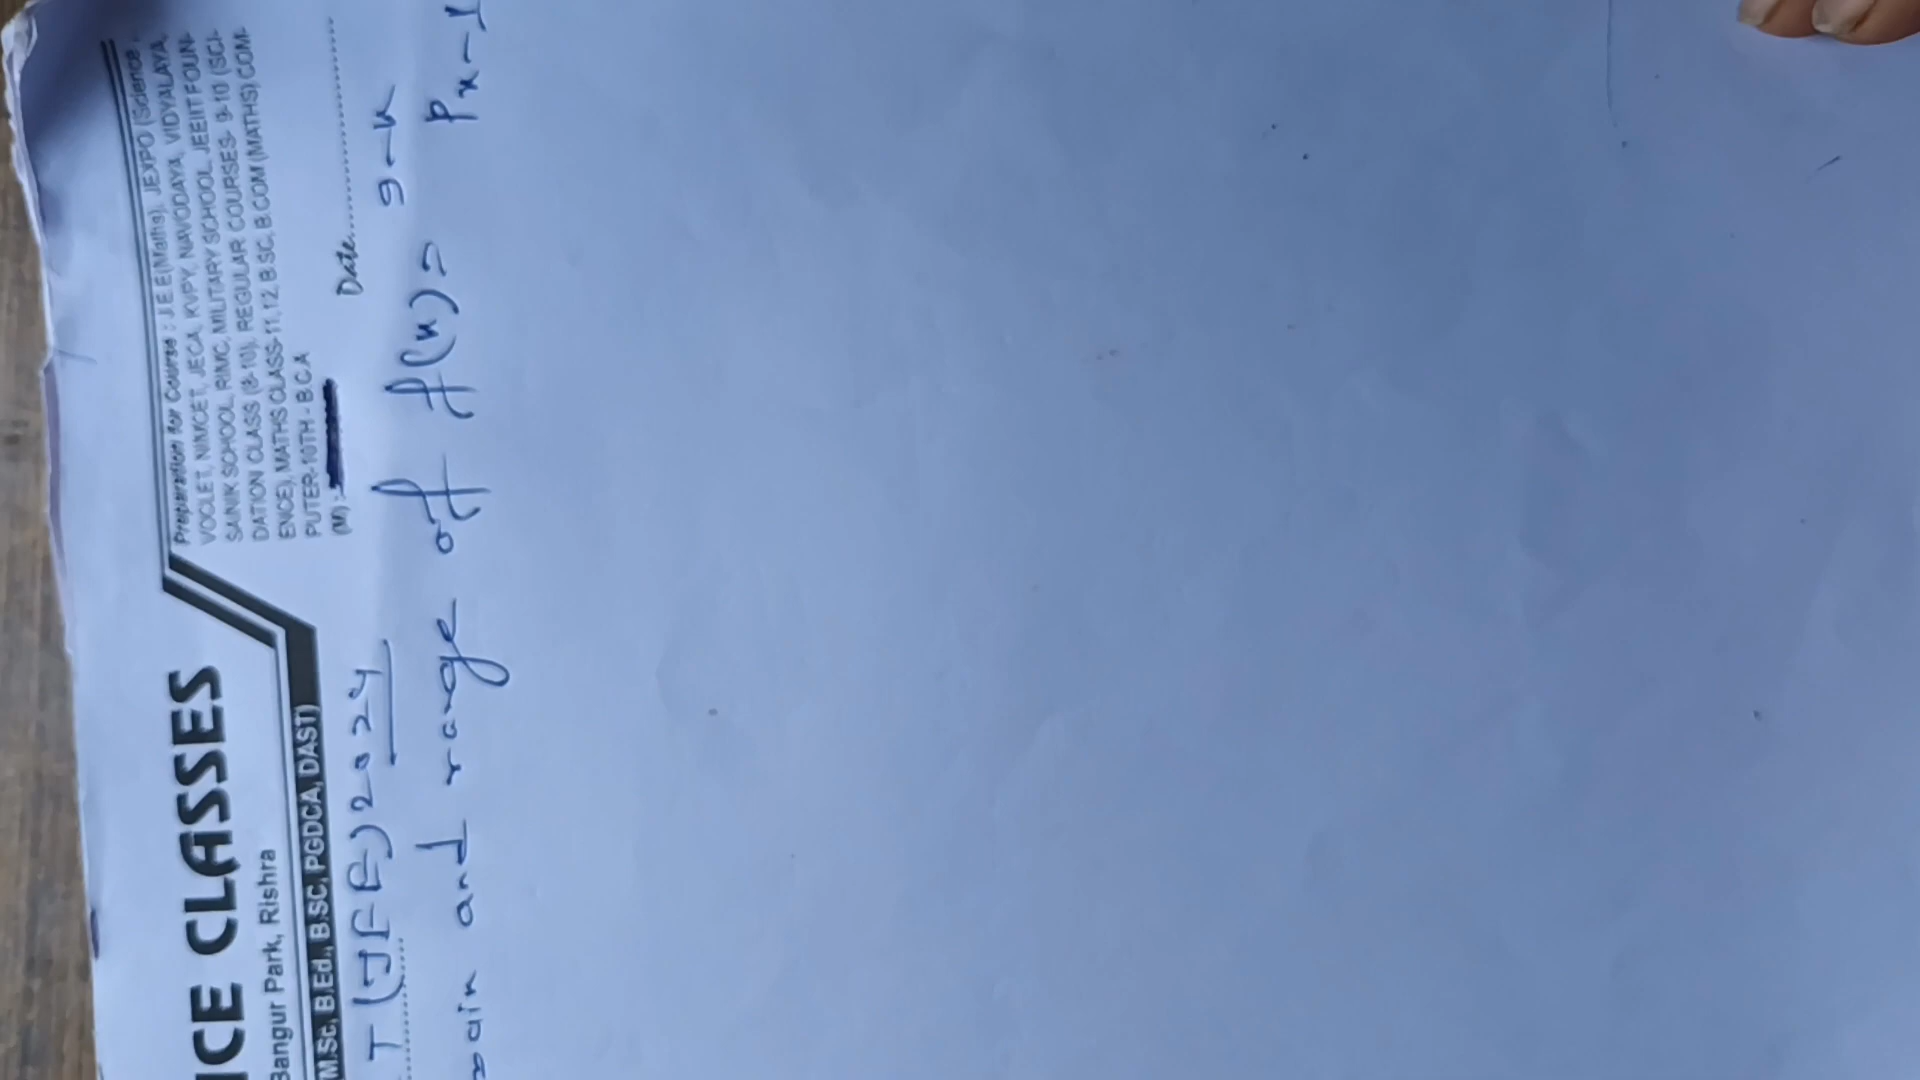 ICE CLASSES
Bangur Park, Rishra
M.Sc, B.Ed., B.SC, PGDCA, DAST)
Preparation for Course : J.E.E(Maths), JEXPO (Science,
VOCLET, NIMCET, JECA, KVPY, NAVODAYA, VIDYALAYA,
SAINIK SCHOOL, RIMC, MILITARY SCHOOL, JEE/IIT FOUN-
DATION CLASS (8-10), REGULAR COURSES- 9-10 (SCI-
ENCE), MATHS CLASS-11,12, B.SC, B.COM (MATHS) COM-
PUTER-10TH - B.C.A
(M) :
Date
T (JEE) 2024
main and range of f(x) = 9-x
P x-1